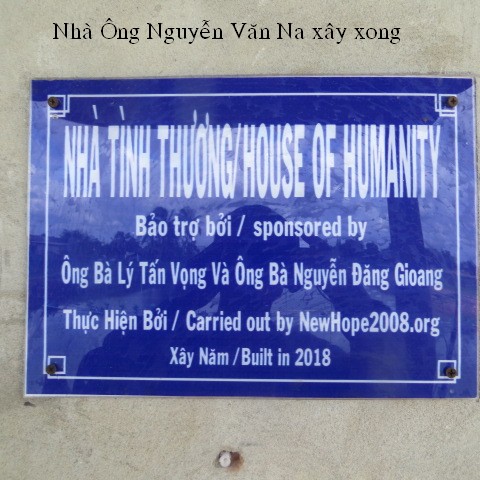 Nhà Ông Nguyễn Văn Na xây xong
NHÀ TÌNH THƯƠNG/HOUSE OF HUMANITY
Bảo trợ bởi / sponsored by
Ông Bà Lý Tấn Vọng Và Ông Bà Nguyễn Đăng Gioang
Thực Hiện Bởi / Carried out by NewHope2008.org
Xây Năm /Built in 2018